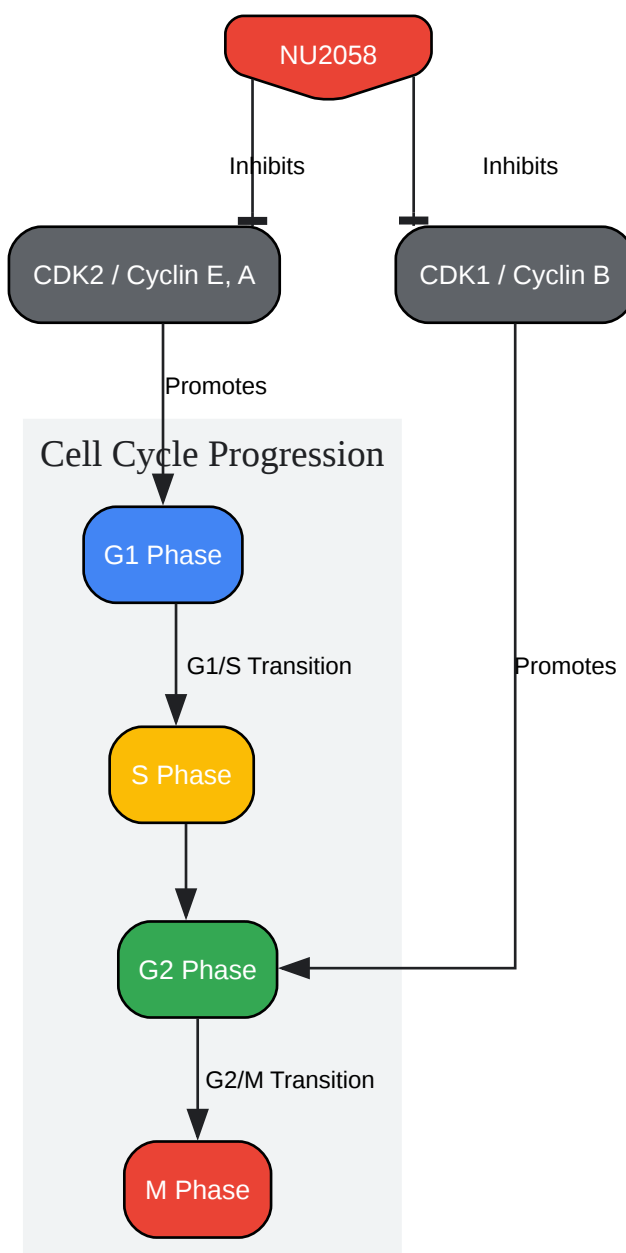 NU2058
Inhibits
Inhibits
CDK2 / Cyclin E, A
CDK1 / Cyclin B
Promotes
Cell Cycle Progression
G1 Phase
G1/S Transition
Promotes
S Phase
G2 Phase
G2/M Transition
M Phase